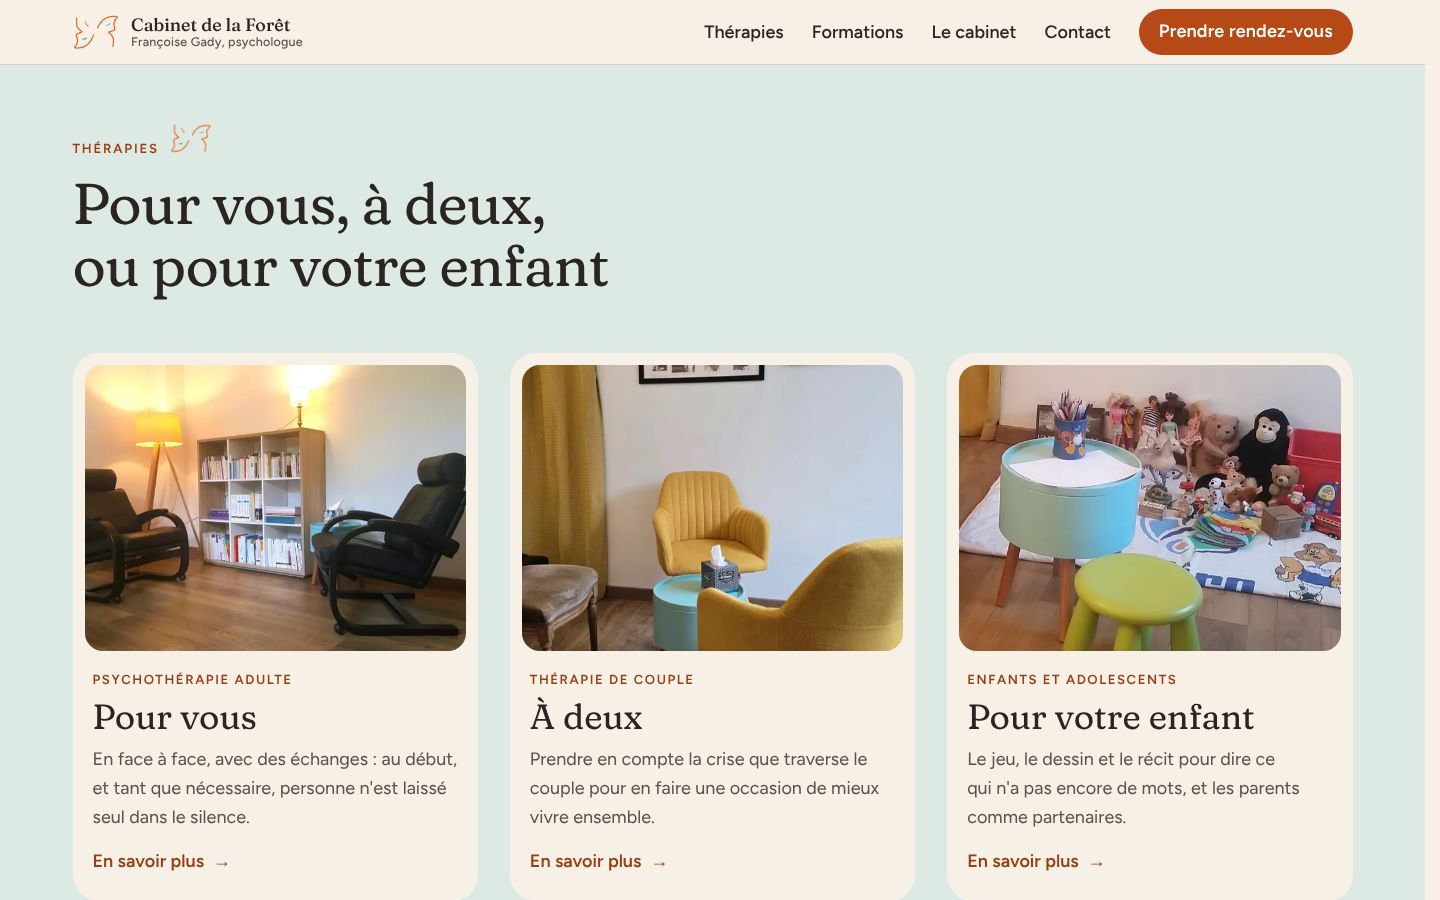 Cabinet de la Forêt
Françoise Gady, psychologue
Thérapies
Formations
Le cabinet
Contact
Prendre rendez-vous
THÉRAPIES
Pour vous, à deux,
ou pour votre enfant
PSYCHOTHÉRAPIE ADULTE
Pour vous
En face à face, avec des échanges : au début,
et tant que nécessaire, personne n'est laissé
seul dans le silence.
En savoir plus →
THÉRAPIE DE COUPLE
À deux
Prendre en compte la crise que traverse le
couple pour en faire une occasion de mieux
vivre ensemble.
En savoir plus →
ENFANTS ET ADOLESCENTS
Pour votre enfant
Le jeu, le dessin et le récit pour dire ce
qui n'a pas encore de mots, et les parents
comme partenaires.
En savoir plus →